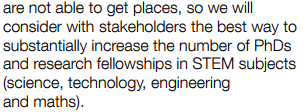 are not able to get places, so we will
consider with stakeholders the best way to
substantially increase the number of PhDs
and research fellowships in STEM subjects
(science, technology, engineering
and maths).